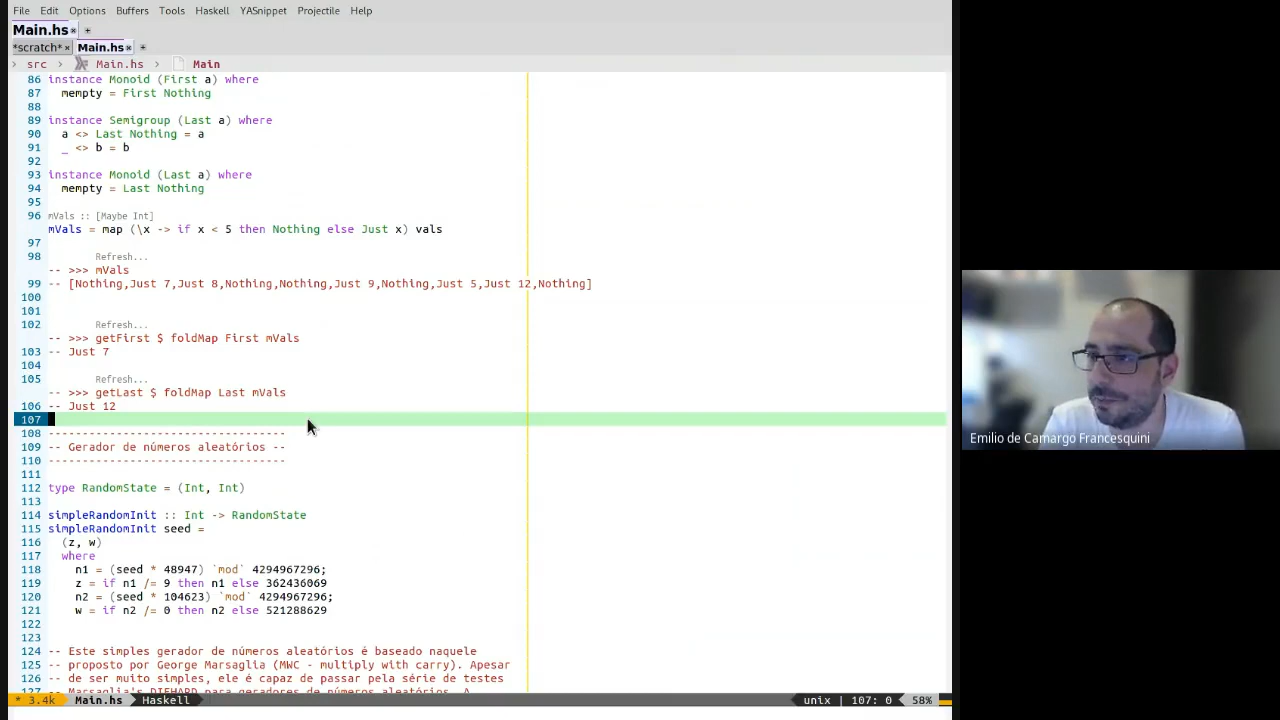 File Edit Options Buffers Tools Haskell YASnippet Projectile Help
Main.hs
*scratch* Main.hs
src > Main.hs > Main
86 instance Monoid (First a) where
87 mempty = First Nothing
88
89 instance Semigroup (Last a) where
90 a <> Last Nothing = a
91 _ <> b = b
92
93 instance Monoid (Last a) where
94 mempty = Last Nothing
95
96 mVals :: [Maybe Int]
mVals = map (\x -> if x < 5 then Nothing else Just x) vals
97
98 Refresh...
-- >>> mVals
99 -- [Nothing,Just 7,Just 8,Nothing,Nothing,Just 9,Nothing,Just 5,Just 12,Nothing]
100
101
102 Refresh...
-- >>> getFirst $ foldMap First mVals
103 -- Just 7
104
105 Refresh...
-- >>> getLast $ foldMap Last mVals
106 -- Just 12
107
108 -----------------------------------
109 -- Gerador de números aleatórios --
110 -----------------------------------
111
112 type RandomState = (Int, Int)
113
114 simpleRandomInit :: Int -> RandomState
115 simpleRandomInit seed =
116 (z, w)
117 where
118 n1 = (seed * 48947) `mod` 4294967296;
119 z = if n1 /= 9 then n1 else 362436069
120 n2 = (seed * 104623) `mod` 4294967296;
121 w = if n2 /= 0 then n2 else 521288629
122
123
124 -- Este simples gerador de números aleatórios é baseado naquele
125 -- proposto por George Marsaglia (MWC - multiply with carry). Apesar
126 -- de ser muito simples, ele é capaz de passar pela série de testes
127 -- Marsaglia's DIEHARD para geradores de números aleatórios. A
* 3.4k Main.hs Haskell unix | 107: 0 58%
Emilio de Camargo Francesquini